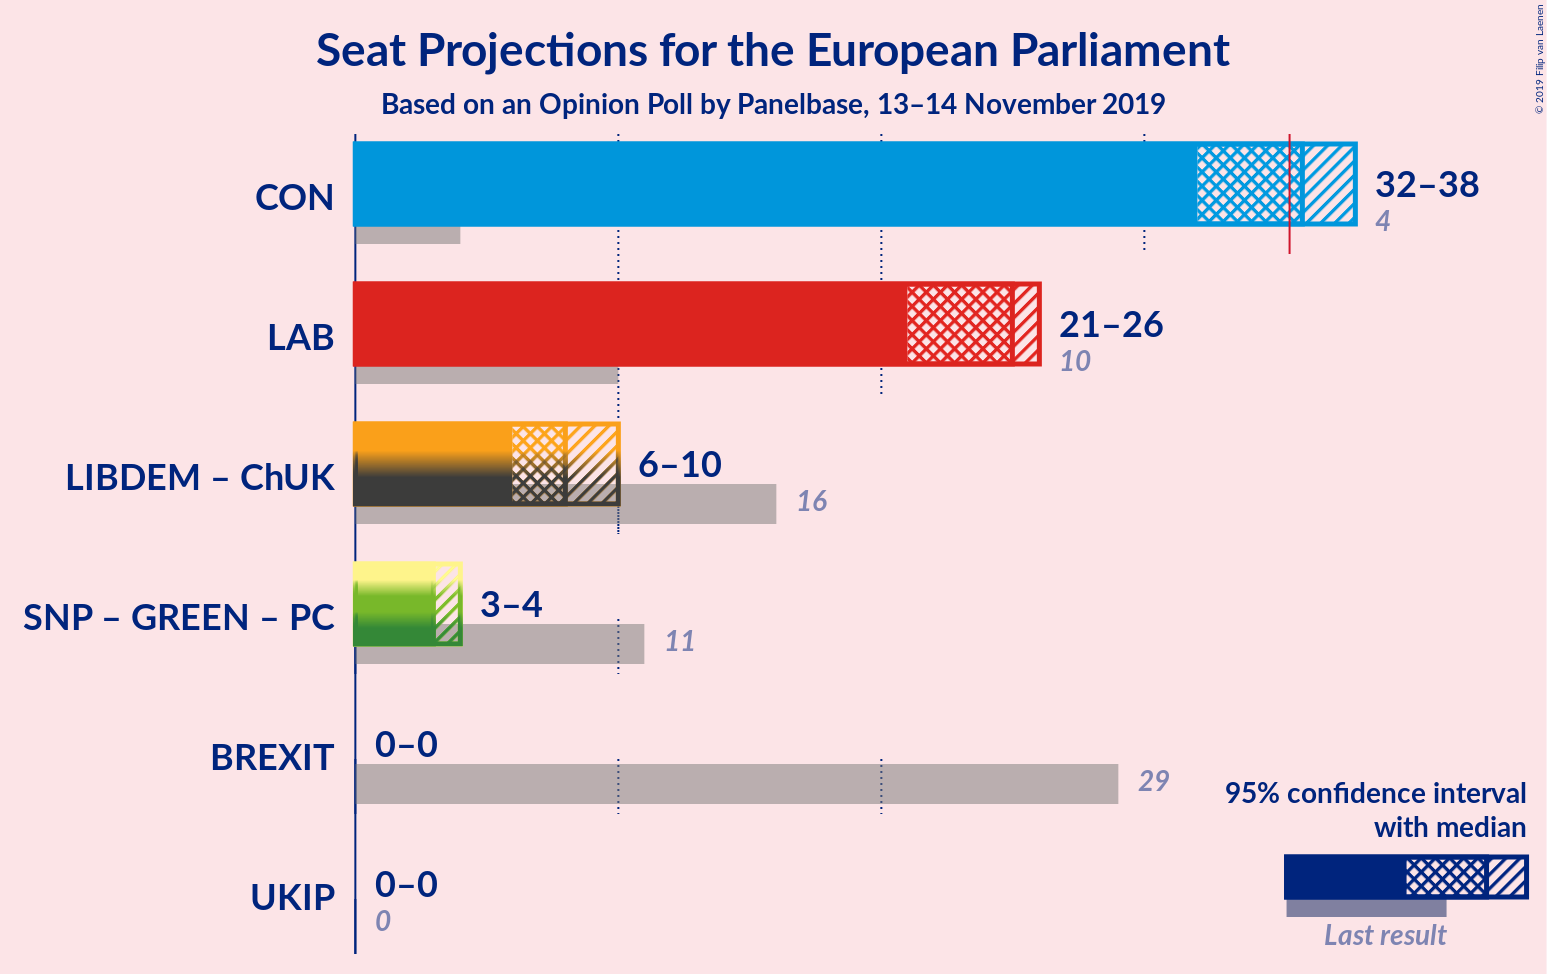 Seat Projections for the European Parliament
Based on an Opinion Poll by Panelbase, 13–14 November 2019
© 2019 Filip van Laenen
CON
32–38
4
LAB
21–26
10
LIBDEM – ChUK
6–10
16
SNP – GREEN – PC
3–4
11
BREXIT
0–0
29
UKIP
0–0
0
95% confidence interval
with median
Last result